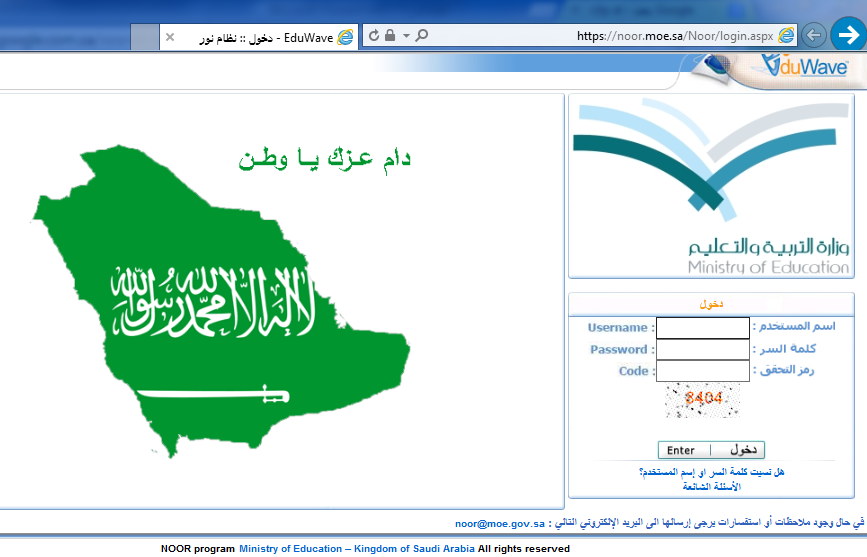 EduWave - دخول :: نظام نور
https://noor.moe.sa/Noor/login.aspx
EduWave
دام عـزك يـا وطـن
لا إله إلا الله محمد رسول الله
وزارة التربية والتعليم
Ministry of Education
دخول
Username : اسم المستخدم :
Password : كلمة السر :
Code : رمز التحقق :
8404
Enter | دخول
هل نسيت كلمة السر او إسم المستخدم؟
الأسئلة الشائعة
في حال وجود ملاحظات أو استفسارات يرجى إرسالها الى البريد الإلكتروني التالي : noor@moe.gov.sa
NOOR program Ministry of Education – Kingdom of Saudi Arabia All rights reserved